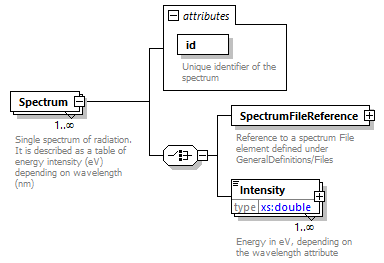 attributes
id
Unique identifier of the
spectrum
Spectrum
1..∞
Single spectrum of radiation.
It is described as a table of
energy intensity (eV)
depending on wavelength
(nm)
SpectrumFileReference
Reference to a spectrum File
element defined under
GeneralDefinitions/Files
Intensity
type xs:double
1..∞
Energy in eV, depending on
the wavelength attribute